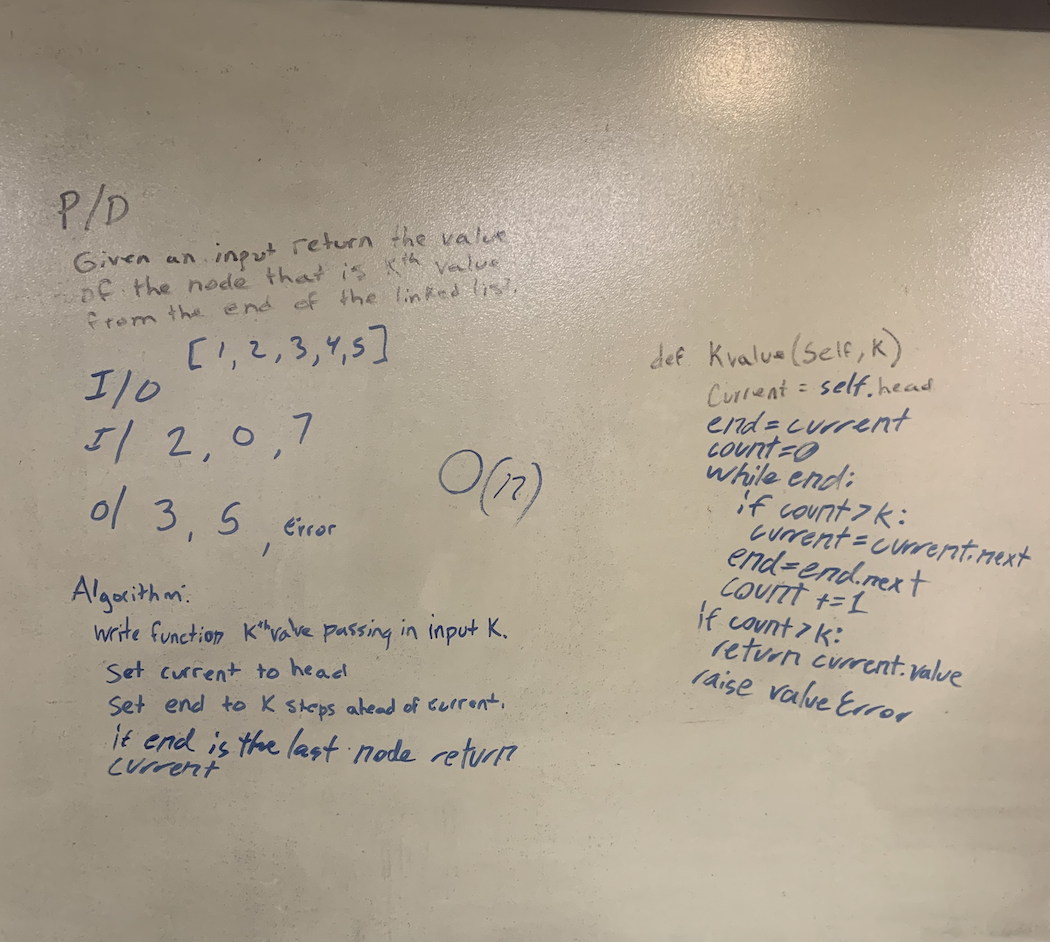 P/D
Given an input return the value
of the node that is Kth value
from the end of the linked list.
[1,2,3,4,5]
I/O
I/ 2, 0, 7
O/ 3, 5, error
O(n)
Algorithm:
Write function Kth value passing in input K.
Set current to head
Set end to K steps ahead of current.
if end is the last node return
current
def Kvalue(Self, K)
Current = self.head
end = current
count=0
while end:
if count > k:
current = current.next
end = end.next
count += 1
if count > k:
return current.value
raise value Error